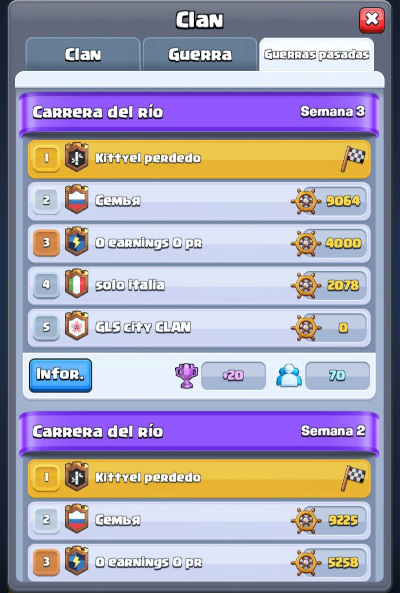 Clan
Clan Guerra Guerras pasadas
Carrera del río Semana 3
1 Kittyel perdedo
2 Семья 9064
3 0 earnings 0 pr 4000
4 solo italia 2078
5 GLS city CLAN 0
Infor. +20 70
Carrera del río Semana 2
1 Kittyel perdedo
2 Семья 9225
3 0 earnings 0 pr 5258